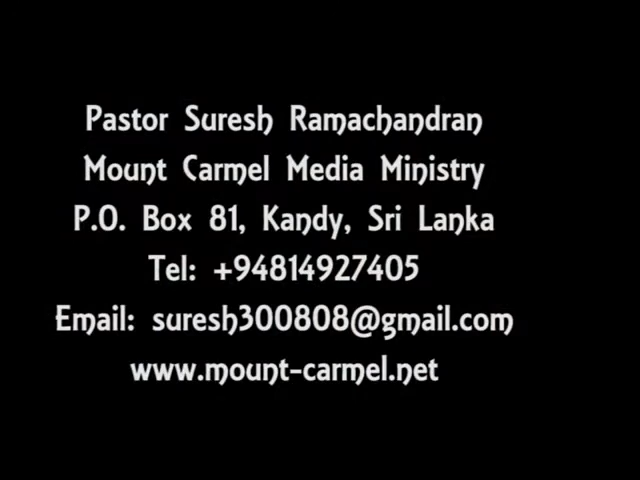 Pastor Suresh Ramachandran
Mount Carmel Media Ministry
P.O. Box 81, Kandy, Sri Lanka
Tel: +94814927405
Email: suresh300808@gmail.com
www.mount-carmel.net